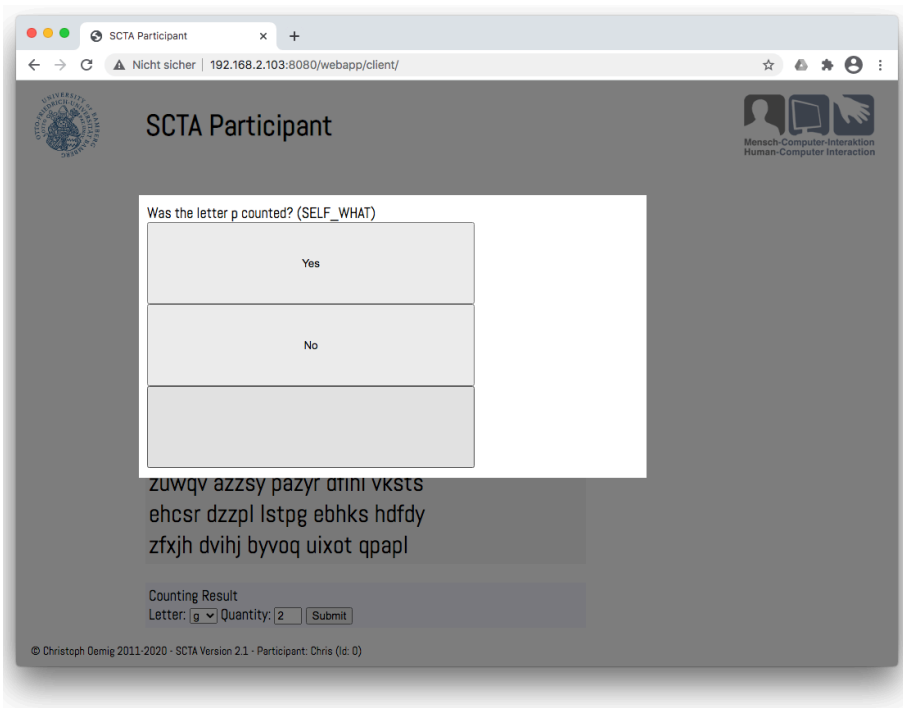 SCTA Participant
Nicht sicher | 192.168.2.103:8080/webapp/client/
SCTA Participant
Mensch-Computer-Interaktion
Human-Computer Interaction
Was the letter p counted? (SELF_WHAT)
Yes
No
zuwqv azzsy pazyr dfihl vksts
ehcsr dzzpl lstpg ebhks hdfdy
zfxjh dvihj byvoq uixot qpapl
Counting Result
Letter: g Quantity: 2 Submit
© Christoph Oemig 2011-2020 - SCTA Version 2.1 - Participant: Chris (Id: 0)